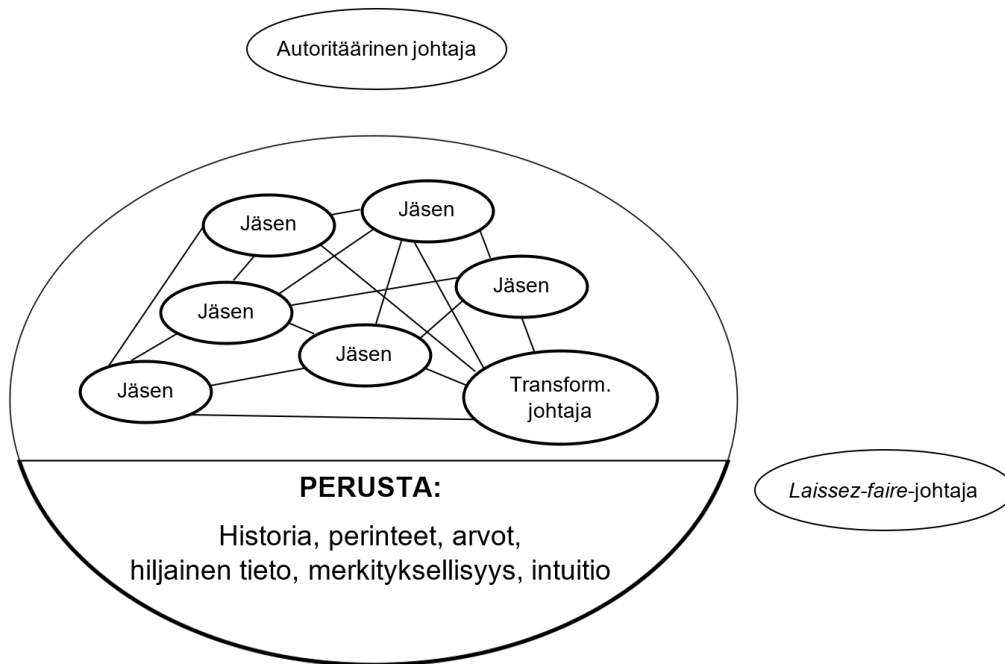 Autoritäärinen johtaja
Jäsen
Jäsen
Jäsen
Jäsen
Jäsen
Jäsen
Transform.
johtaja
PERUSTA:
Historia, perinteet, arvot,
hiljainen tieto, merkityksellisyys, intuitio
Laissez-faire-johtaja